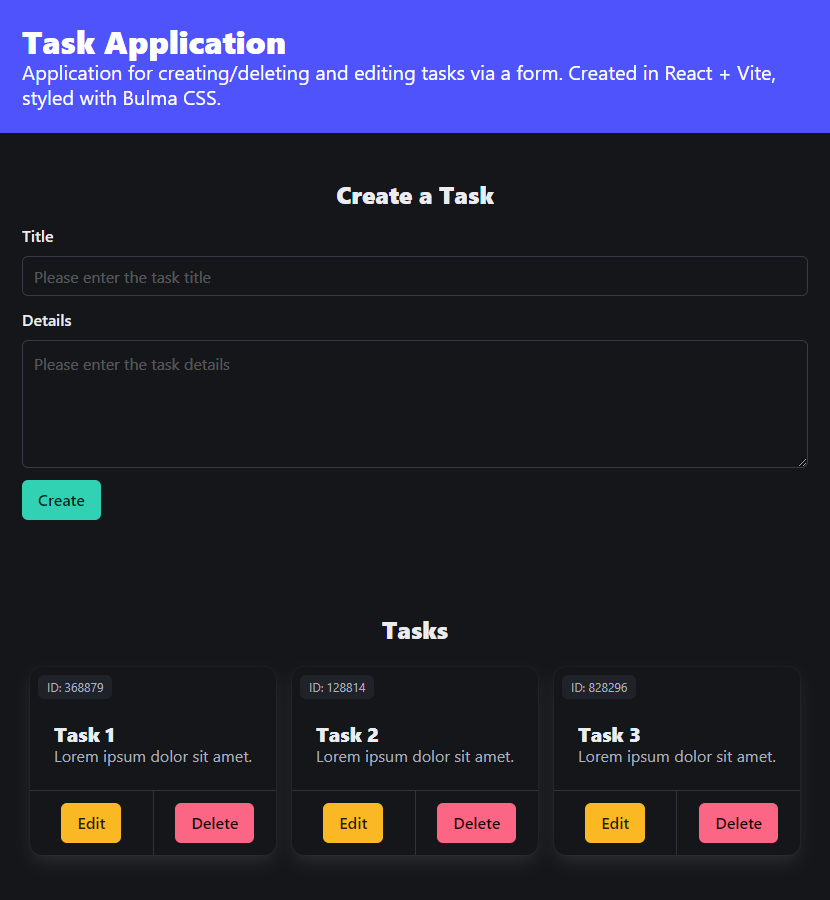 Task Application
Application for creating/deleting and editing tasks via a form. Created in React + Vite,
styled with Bulma CSS.
Create a Task
Title
Please enter the task title
Details
Please enter the task details
Create
Tasks
ID: 368879
Task 1
Lorem ipsum dolor sit amet.
Edit
Delete
ID: 128814
Task 2
Lorem ipsum dolor sit amet.
Edit
Delete
ID: 828296
Task 3
Lorem ipsum dolor sit amet.
Edit
Delete